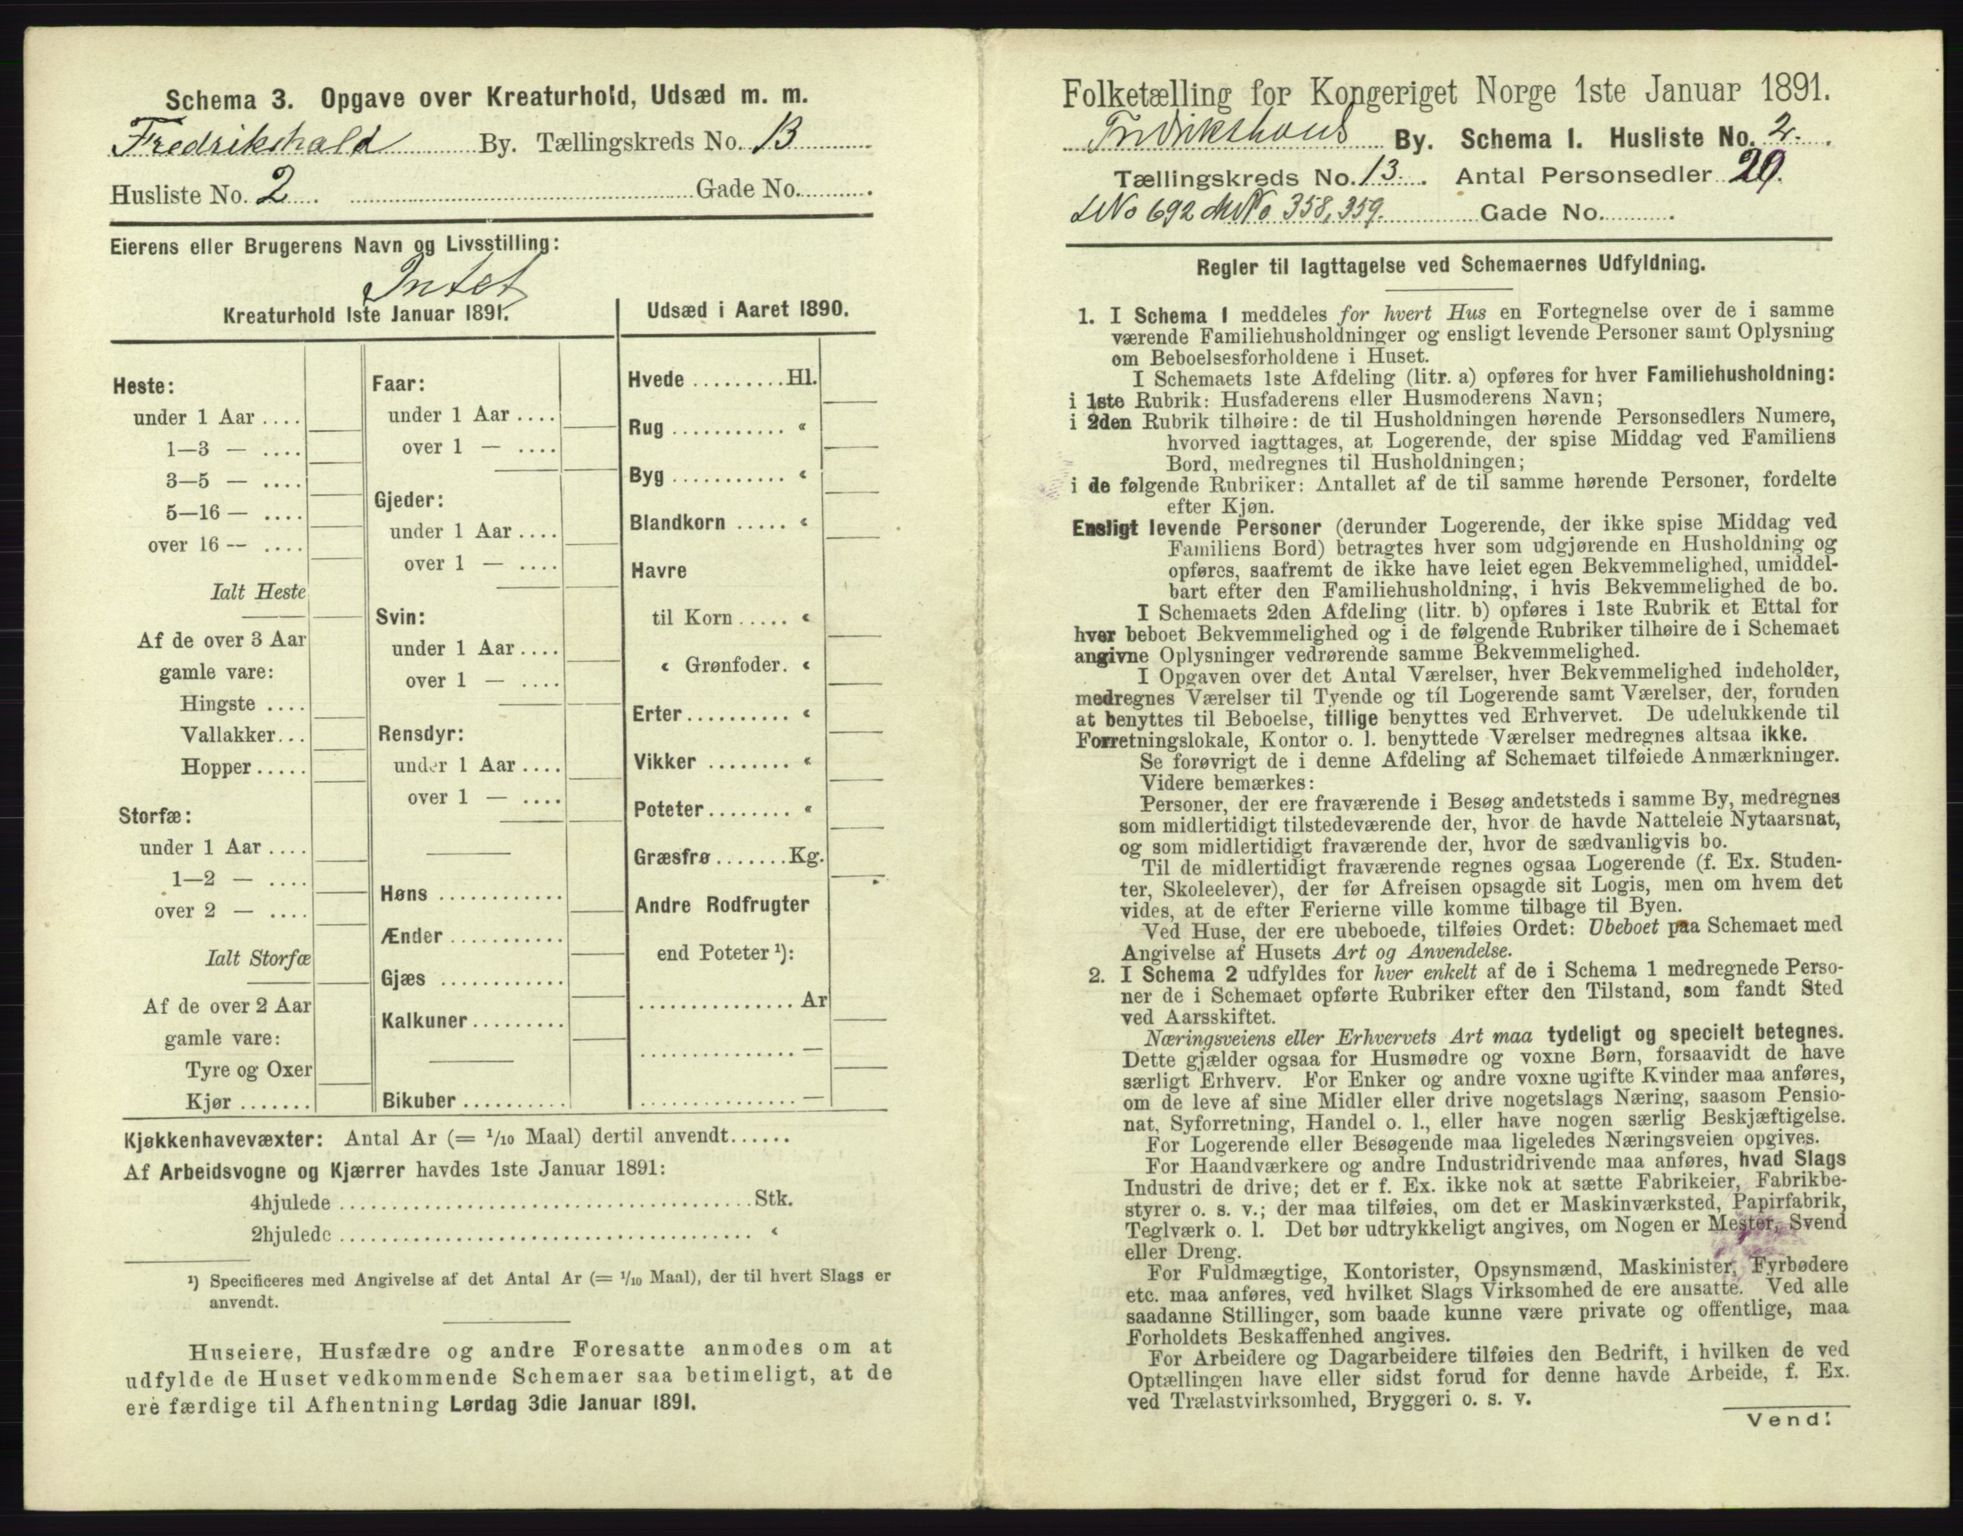 Schema 3. Opgave over Kreaturhold, Udsæd m. m.
Fredrikshald By. Tællingskreds No. 13
Husliste No. 2 Gade No.
Eierens eller Brugerens Navn og Livsstilling:
Intet
Kreaturhold 1ste Januar 1891.
Heste:
under 1 Aar ....
1—3 — ....
3—5 — ....
5—16 — ....
over 16 — ....
Ialt Heste
Af de over 3 Aar
gamle vare:
Hingste ....
Vallakker...
Hopper.....
Storfæ:
under 1 Aar ....
1—2 — ....
over 2 — ....
Ialt Storfæ
Af de over 2 Aar
gamle vare:
Tyre og Oxer
Kjør .......
Faar:
under 1 Aar ....
over 1 — ....
Gjeder:
under 1 Aar ....
over 1 — ....
Svin:
under 1 Aar ....
over 1 — ....
Rensdyr:
under 1 Aar ....
over 1 — ....
Høns ............
Ænder...........
Gjæs ............
Kalkuner.........
Bikuber ..........
Udsæd i Aaret 1890.
Hvede .........Hl.
Rug ........... «
Byg ........... «
Blandkorn ..... «
Havre
til Korn ..... «
« Grønfoder. «
Erter.......... «
Vikker ........ «
Poteter........ «
Græsfrø .......Kg.
Andre Rodfrugter
end Poteter ¹):
............... Ar
............... —
............... —
Kjøkkenhavevæxter: Antal Ar (= 1/10 Maal) dertil anvendt......
Af Arbeidsvogne og Kjærrer havdes 1ste Januar 1891:
4hjulede ..................................... Stk.
2hjulede ..................................... «
¹) Specificeres med Angivelse af det Antal Ar (= 1/10 Maal), der til hvert Slags er
anvendt.
Huseiere, Husfædre og andre Foresatte anmodes om at
udfylde de Huset vedkommende Schemaer saa betimeligt, at de
ere færdige til Afhentning Lørdag 3die Januar 1891.
Folketælling for Kongeriget Norge 1ste Januar 1891.
By. Schema I. Husliste No. 2.
Tællingskreds No. 13. Antal Personsedler 20.
LNo 692 MNo 358, 359. Gade No.
Regler til Iagttagelse ved Schemaernes Udfyldning.
1. I Schema 1 meddeles for hvert Hus en Fortegnelse over de i samme
værende Familiehusholdninger og ensligt levende Personer samt Oplysning
om Beboelsesforholdene i Huset.
I Schemaets 1ste Afdeling (litr. a) opføres for hver Familiehusholdning:
i 1ste Rubrik: Husfaderens eller Husmoderens Navn;
i 2den Rubrik tilhøire: de til Husholdningen hørende Personsedlers Numere,
hvorved iagttages, at Logerende, der spise Middag ved Familiens
Bord, medregnes til Husholdningen;
i de følgende Rubriker: Antallet af de til samme hørende Personer, fordelte
efter Kjøn.
Ensligt levende Personer (derunder Logerende, der ikke spise Middag ved
Familiens Bord) betragtes hver som udgjørende en Husholdning og
opføres, saafremt de ikke have leiet egen Bekvemmelighed, umiddel-
bart efter den Familiehusholdning, i hvis Bekvemmelighed de bo.
I Schemaets 2den Afdeling (litr. b) opføres i 1ste Rubrik et Ettal for
hver beboet Bekvemmelighed og i de følgende Rubriker tilhøire de i Schemaet
angivne Oplysninger vedrørende samme Bekvemmelighed.
I Opgaven over det Antal Værelser, hver Bekvemmelighed indeholder,
medregnes Værelser til Tyende og til Logerende samt Værelser, der, foruden
at benyttes til Beboelse, tillige benyttes ved Erhvervet. De udelukkende til
Forretningslokale, Kontor o. l. benyttede Værelser medregnes altsaa ikke.
Se forøvrigt de i denne Afdeling af Schemaet tilføiede Anmærkninger.
Videre bemærkes:
Personer, der ere fraværende i Besøg andetsteds i samme By, medregnes
som midlertidigt tilstedeværende der, hvor de havde Natteleie Nytaarsnat,
og som midlertidigt fraværende der, hvor de sædvanligvis bo.
Til de midlertidigt fraværende regnes ogsaa Logerende (f. Ex. Studen-
ter, Skoleelever), der før Afreisen opsagde sit Logis, men om hvem det
vides, at de efter Ferierne ville komme tilbage til Byen.
Ved Huse, der ere ubeboede, tilføies Ordet: Ubeboet paa Schemaet med
Angivelse af Husets Art og Anvendelse.
2. I Schema 2 udfyldes for hver enkelt af de i Schema 1 medregnede Perso-
ner de i Schemaet opførte Rubriker efter den Tilstand, som fandt Sted
ved Aarsskiftet.
Næringsveiens eller Erhvervets Art maa tydeligt og specielt betegnes.
Dette gjælder ogsaa for Husmødre og voxne Børn, forsaavidt de have
særligt Erhverv. For Enker og andre voxne ugifte Kvinder maa anføres,
om de leve af sine Midler eller drive nogetslags Næring, saasom Pensio-
nat, Syforretning, Handel o. l., eller have nogen særlig Beskjæftigelse.
For Logerende eller Besøgende maa ligeledes Næringsveien opgives.
For Haandværkere og andre Industridrivende maa anføres, hvad Slags
Industri de drive; det er f. Ex. ikke nok at sætte Fabrikeier, Fabrikbe-
styrer o. s. v.; der maa tilføies, om det er Maskinværksted, Papirfabrik,
Teglværk o. l. Det bør udtrykkeligt angives, om Nogen er Mester, Svend
eller Dreng.
For Fuldmægtige, Kontorister, Opsynsmænd, Maskinister, Fyrbødere
etc. maa anføres, ved hvilket Slags Virksomhed de ere ansatte. Ved alle
saadanne Stillinger, som baade kunne være private og offentlige, maa
Forholdets Beskaffenhed angives.
For Arbeidere og Dagarbeidere tilføies den Bedrift, i hvilken de ved
Optællingen have eller sidst forud for denne havde Arbeide, f. Ex.
ved Trælastvirksomhed, Bryggeri o. s. v.
Vend!